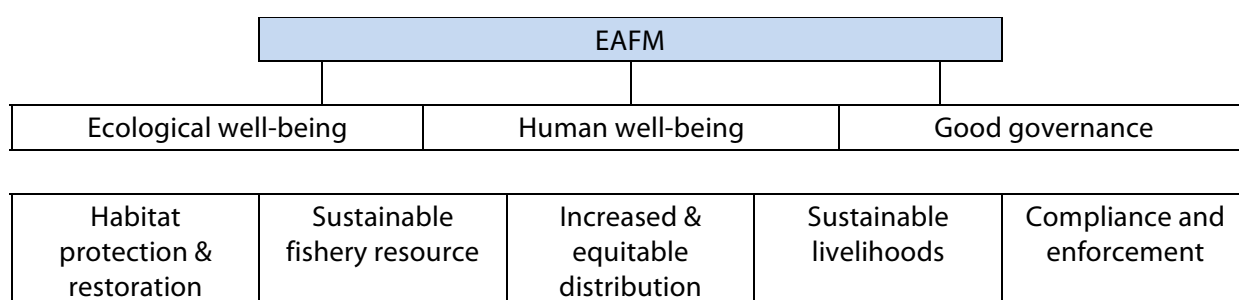 EAFM
Ecological well-being
Human well-being
Good governance
Habitat
protection &
restoration
Sustainable
fishery resource
Increased &
equitable
distribution
Sustainable
livelihoods
Compliance and
enforcement